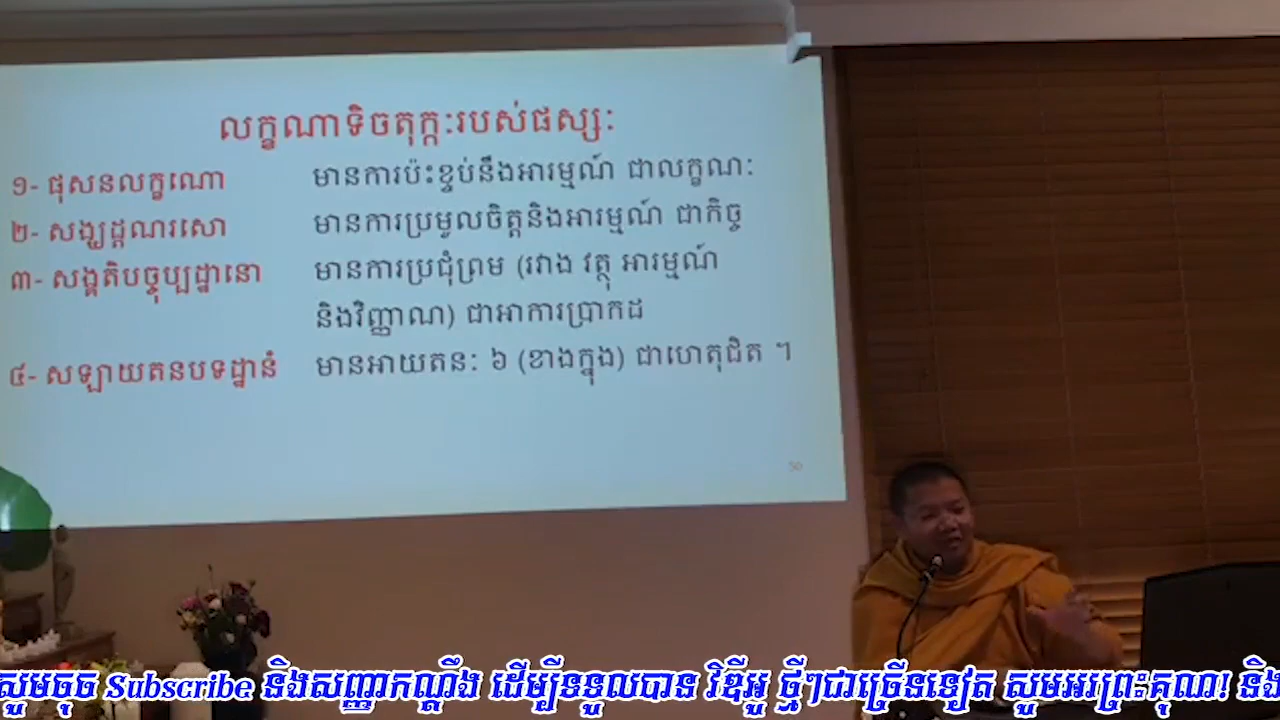 លក្ខណាទិចតុក្កៈរបស់ផស្សៈ
១- ផុសនលក្ខណោ មានការប៉ះខ្ទប់នឹងអារម្មណ៍ ជាលក្ខណៈ
២- សង្ឃដ្តណរសោ មានការប្រមូលចិត្តនិងអារម្មណ៍ ជាកិច្ច
៣- សង្គតិបច្ចុប្បដ្ឋានោ មានការប្រជុំព្រម (រវាង វត្ថុ អារម្មណ៍
និងវិញ្ញាណ) ជាអាការប្រាកដ
៤- សឡាយតនបទដ្ឋានំ មានអាយតនៈ ៦ (ខាងក្នុង) ជាហេតុជិត ។
50
សូមចុច Subscribe និងសញ្ញាកណ្ដឹង ដើម្បីទទួលបាន វិឌីអូ ថ្មីៗជាច្រើនទៀត សូមអរព្រះគុណ! និង